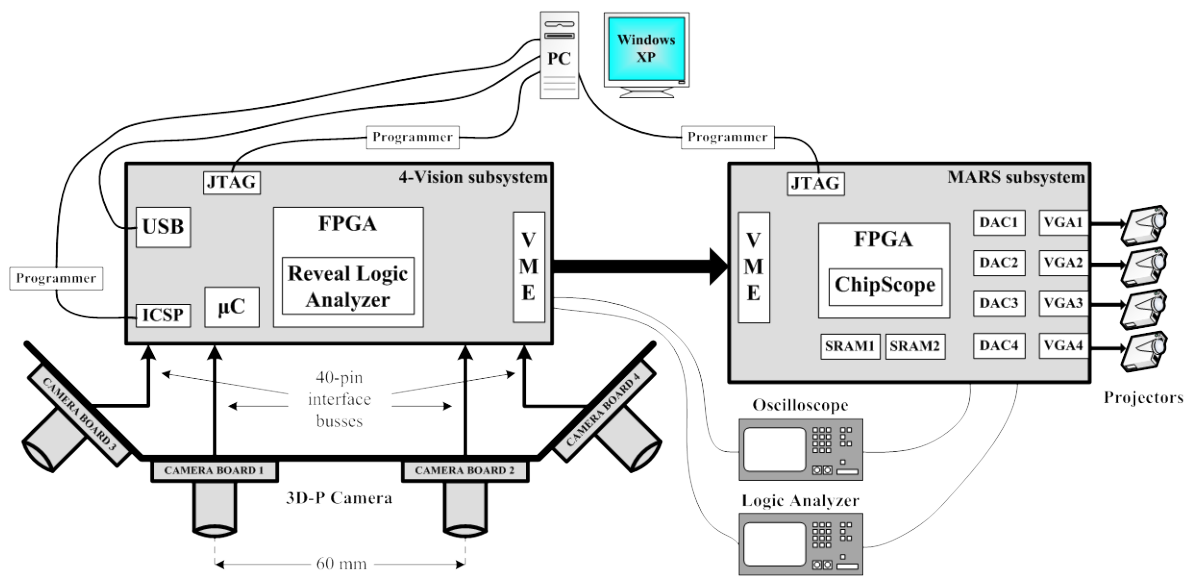 Windows
XP
PC
Programmer
Programmer
JTAG
4-Vision subsystem
USB
FPGA
Reveal Logic
Analyzer
V
M
E
Programmer
ICSP
µC
JTAG
MARS subsystem
V
M
E
FPGA
ChipScope
SRAM1
SRAM2
DAC1
VGA1
DAC2
VGA2
DAC3
VGA3
DAC4
VGA4
Projectors
40-pin
interface
busses
CAMERA BOARD 3
CAMERA BOARD 1
CAMERA BOARD 2
CAMERA BOARD 4
3D-P Camera
60 mm
Oscilloscope
Logic Analyzer